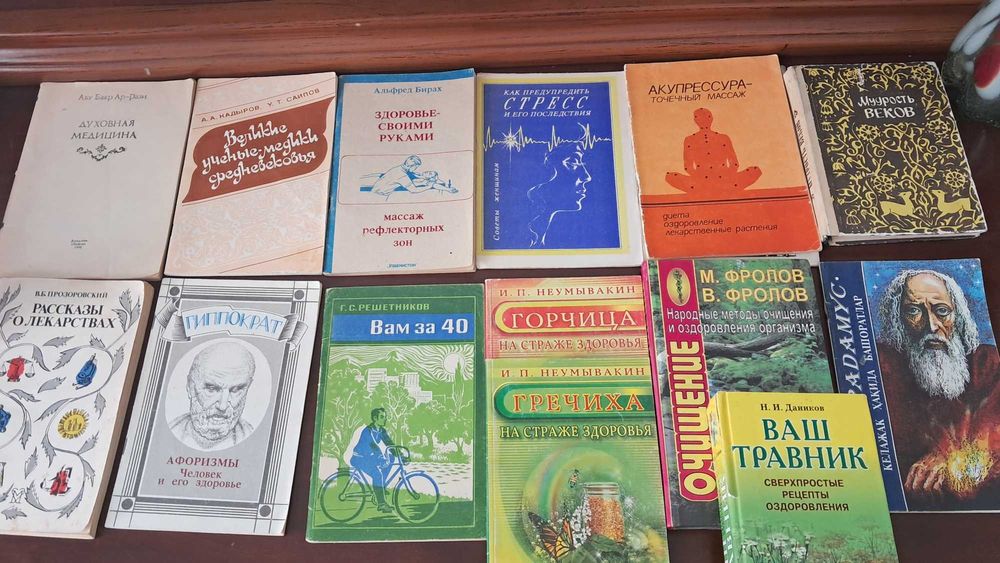 Абу Бакр Ар-Рази
ДУХОВНАЯ
МЕДИЦИНА
А.А. КАДЫРОВ, У.Т. САИПОВ
Великие
ученые-медики
средневековья
Альфред Бирах
ЗДОРОВЬЕ-
СВОИМИ
РУКАМИ
массаж
рефлекторных
зон
КАК ПРЕДУПРЕДИТЬ
СТРЕСС
И ЕГО ПОСЛЕДСТВИЯ
Советы женщинам
АКУПРЕССУРА-
ТОЧЕЧНЫЙ МАССАЖ
диета
оздоровление
лекарственные растения
Мудрость
ВЕКОВ
В.Б. ПРОЗОРОВСКИЙ
РАССКАЗЫ
О ЛЕКАРСТВАХ
ГИППОКРАТ
АФОРИЗМЫ
Человек
и его здоровье
Г.С. РЕШЕТНИКОВ
Вам за 40
И. П. НЕУМЫВАКИН
ГОРЧИЦА
НА СТРАЖЕ ЗДОРОВЬЯ
И. П. НЕУМЫВАКИН
ГРЕЧИХА
НА СТРАЖЕ ЗДОРОВЬЯ
М. ФРОЛОВ
В. ФРОЛОВ
Народные методы очищения
и оздоровления организма
ОЧИЩЕНИЕ
Н. И. Даников
ВАШ
ТРАВНИК
СВЕРХПРОСТЫЕ
РЕЦЕПТЫ
ОЗДОРОВЛЕНИЯ
КЕЛАЖАК ҲАҚИДА БАШОРАТЛАР